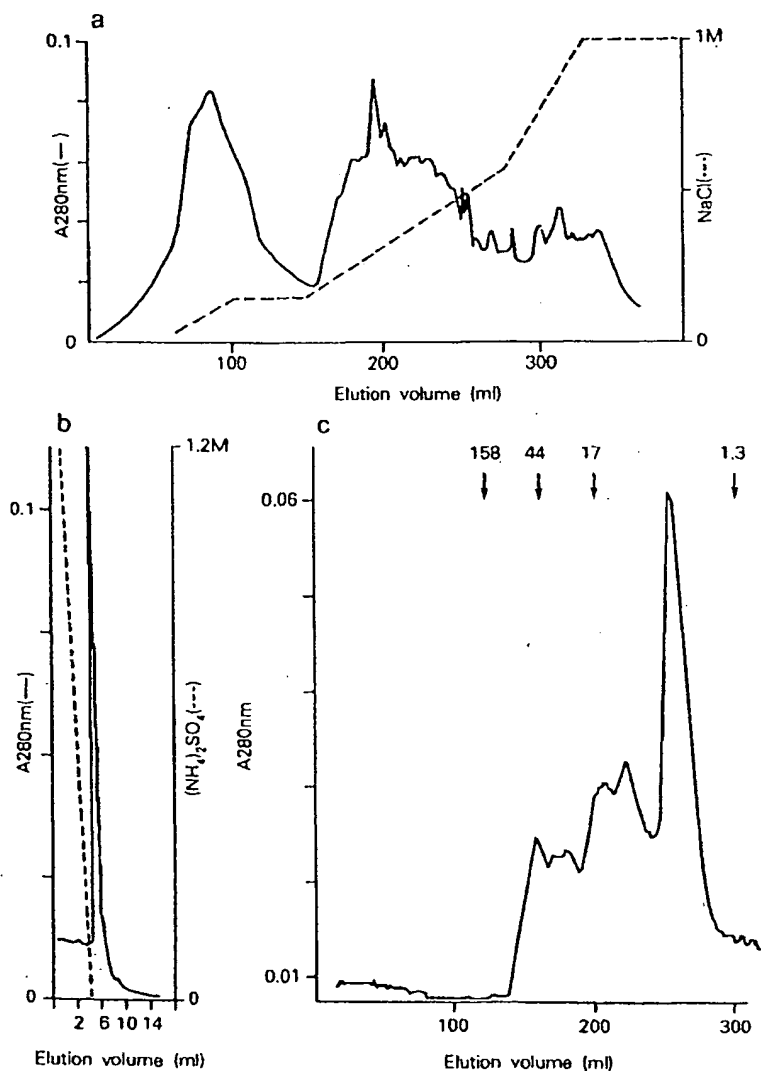 a
0.1
1M
A280nm(—)
NaCl(---)
0
0
100
200
300
Elution volume (ml)
b
1.2M
0.1
A280nm(—)
(NH₄)₂SO₄(---)
0
0
2
6
10
14
Elution volume (ml)
c
158
44
17
1.3
0.06
A280nm
0.01
100
200
300
Elution volume (ml)